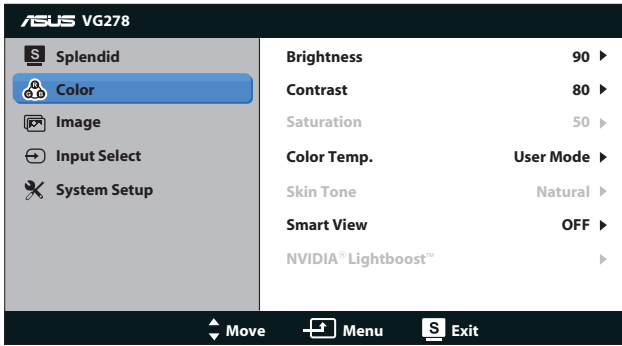 ASUS VG278
S Splendid
R G B Color
Image
Input Select
System Setup
Brightness 90
Contrast 80
Saturation 50
Color Temp. User Mode
Skin Tone Natural
Smart View OFF
NVIDIA® Lightboost™
Move Menu S Exit